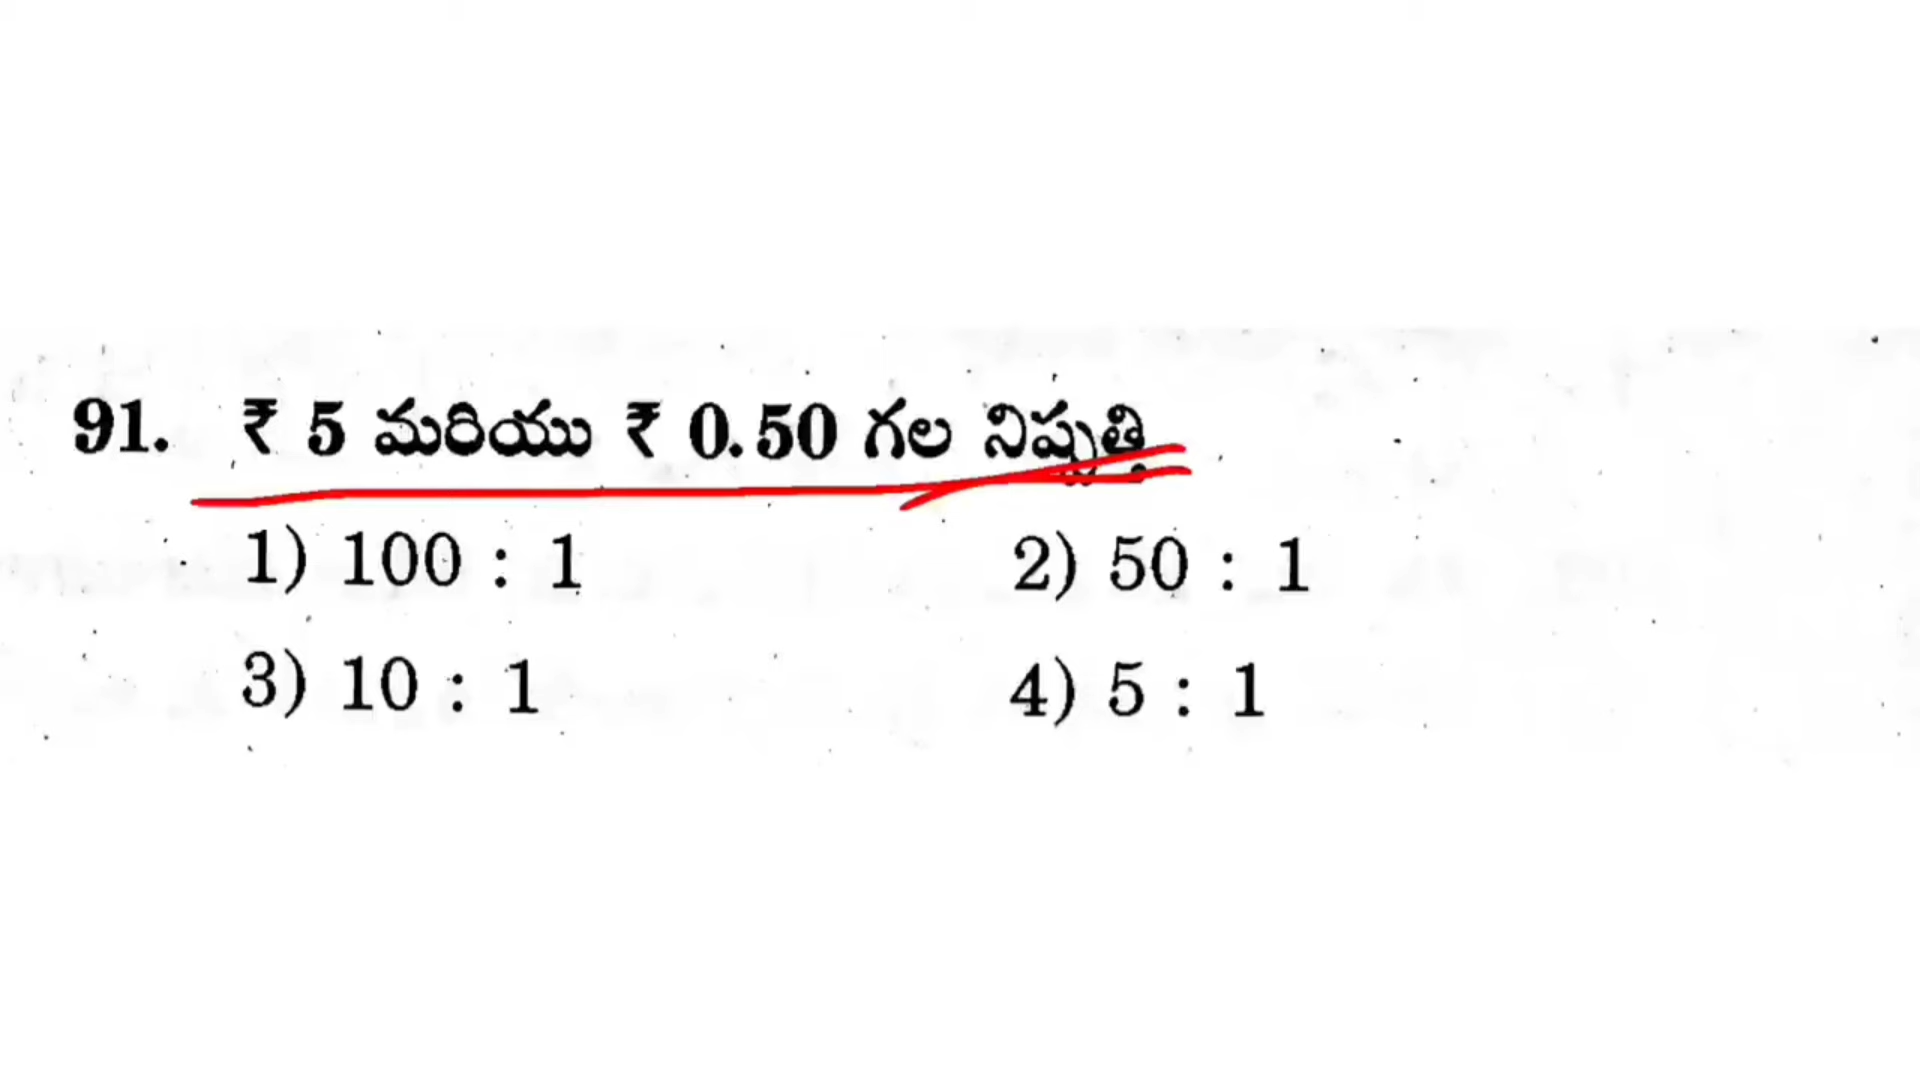 91. ₹ 5 మరియు ₹ 0.50 గల నిష్పత్తి
1) 100 : 1 2) 50 : 1
3) 10 : 1 4) 5 : 1